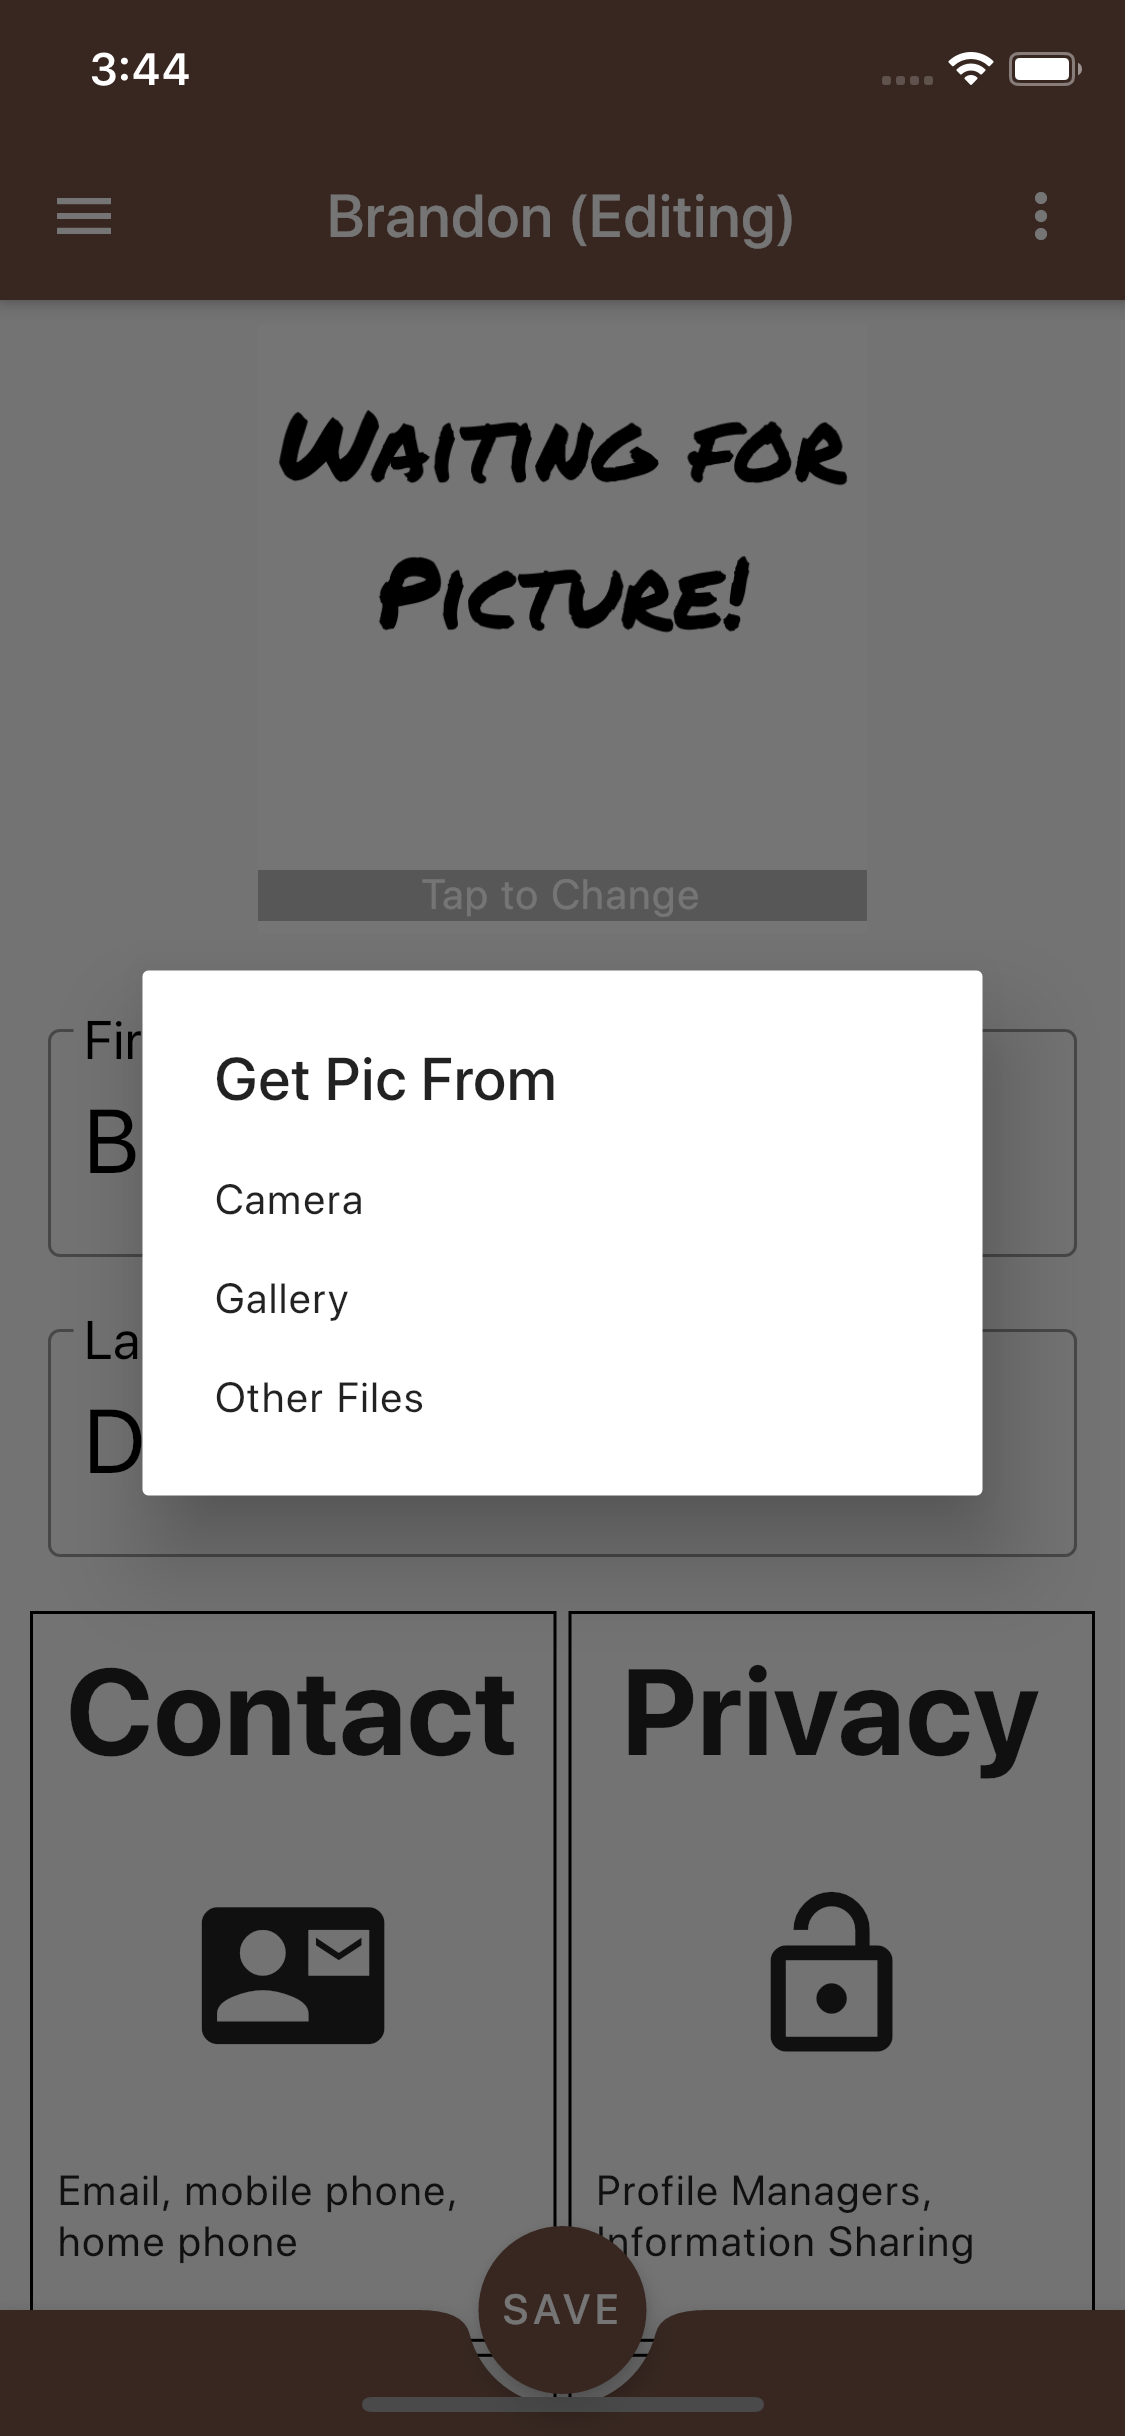 3:44
Brandon (Editing)
WAITING FOR
PICTURE!
Tap to Change
Get Pic From
Camera
Gallery
Other Files
Fir
B
La
D
Contact
Privacy
Email, mobile phone,
home phone
Profile Managers,
Information Sharing
SAVE